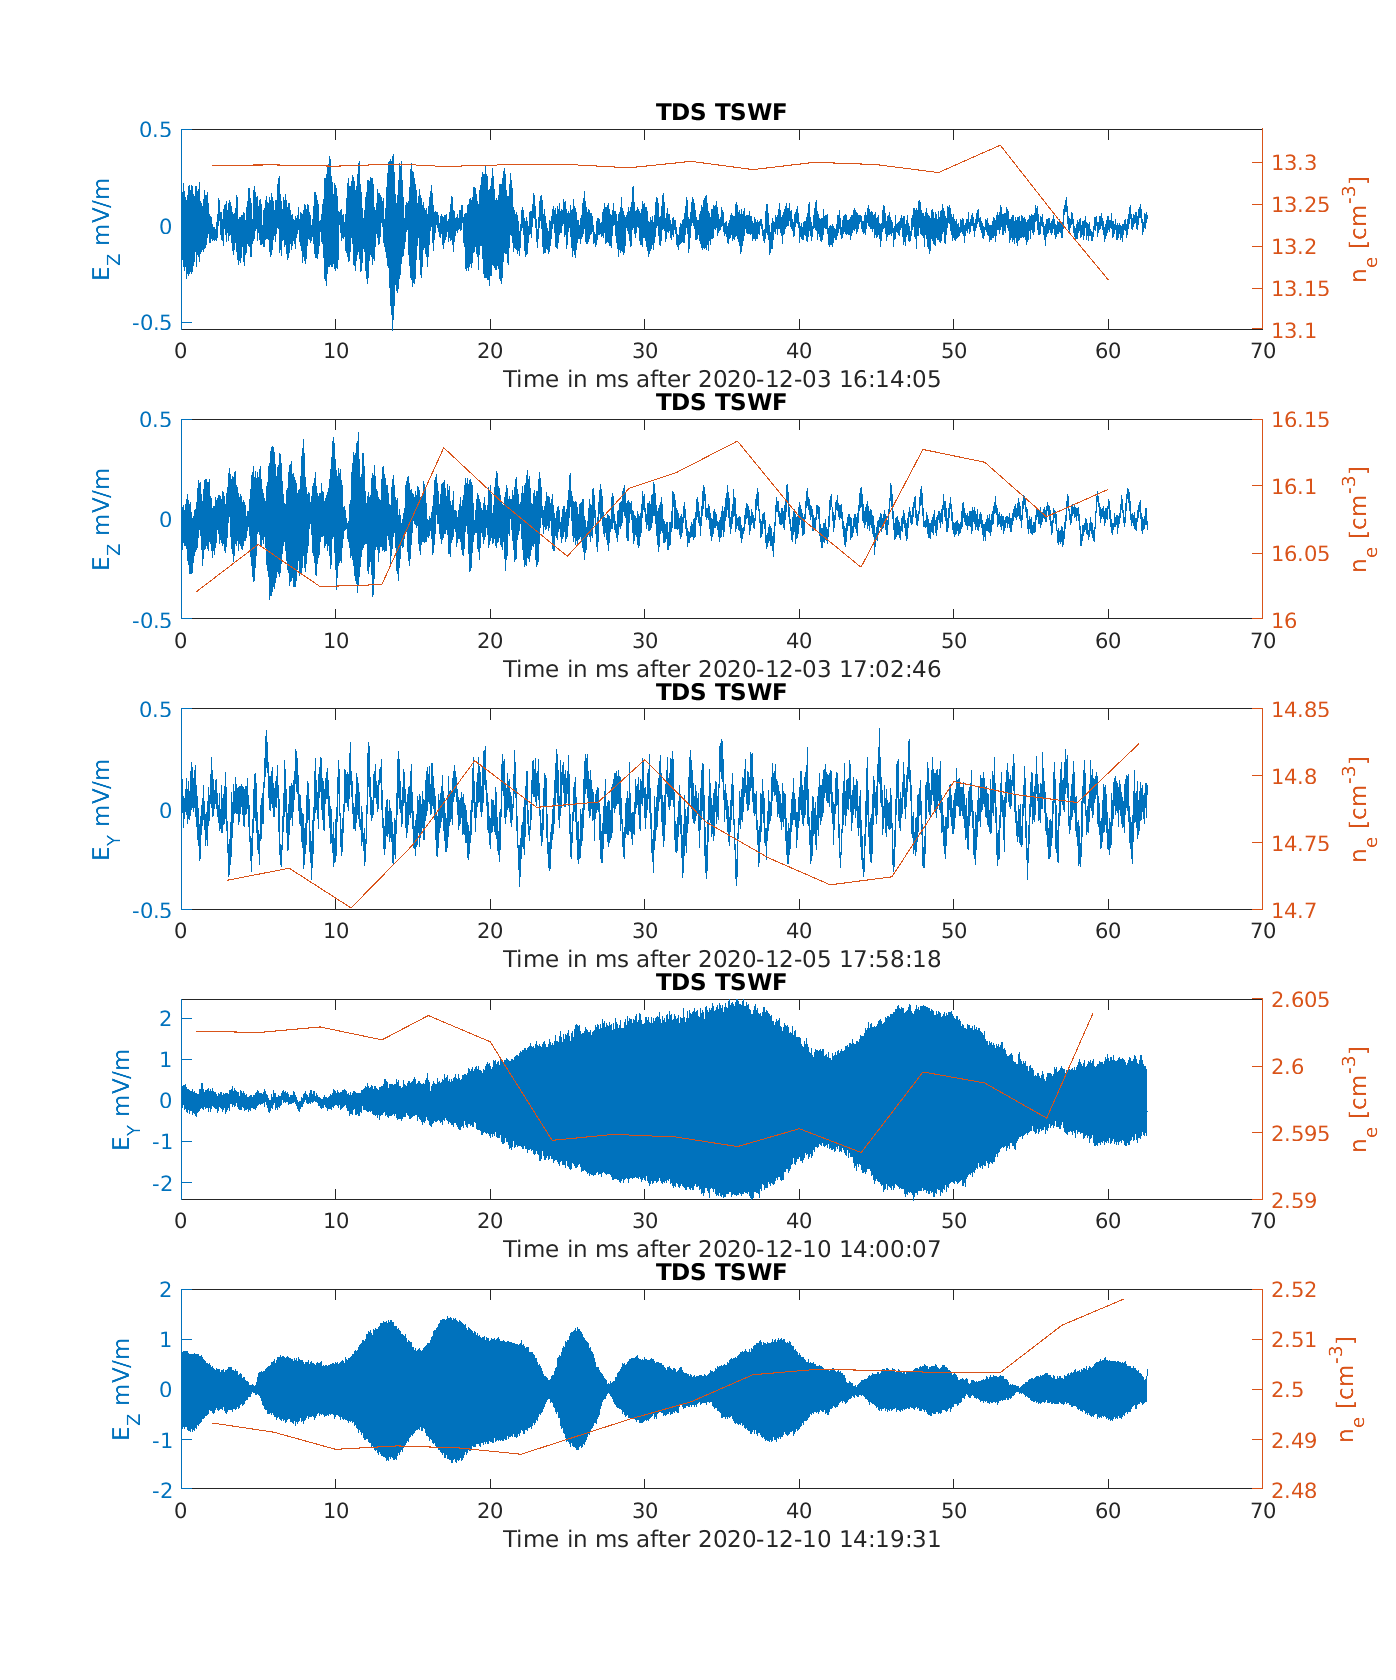 TDS TSWF
0.5
0
-0.5
E_Z mV/m
13.3
13.25
13.2
13.15
13.1
n_e [cm^-3]
0 10 20 30 40 50 60 70
Time in ms after 2020-12-03 16:14:05
TDS TSWF
0.5
0
-0.5
E_Z mV/m
16.15
16.1
16.05
16
n_e [cm^-3]
0 10 20 30 40 50 60 70
Time in ms after 2020-12-03 17:02:46
TDS TSWF
0.5
0
-0.5
E_Y mV/m
14.85
14.8
14.75
14.7
n_e [cm^-3]
0 10 20 30 40 50 60 70
Time in ms after 2020-12-05 17:58:18
TDS TSWF
2
1
0
-1
-2
E_Y mV/m
2.605
2.6
2.595
2.59
n_e [cm^-3]
0 10 20 30 40 50 60 70
Time in ms after 2020-12-10 14:00:07
TDS TSWF
2
1
0
-1
-2
E_Z mV/m
2.52
2.51
2.5
2.49
2.48
n_e [cm^-3]
0 10 20 30 40 50 60 70
Time in ms after 2020-12-10 14:19:31